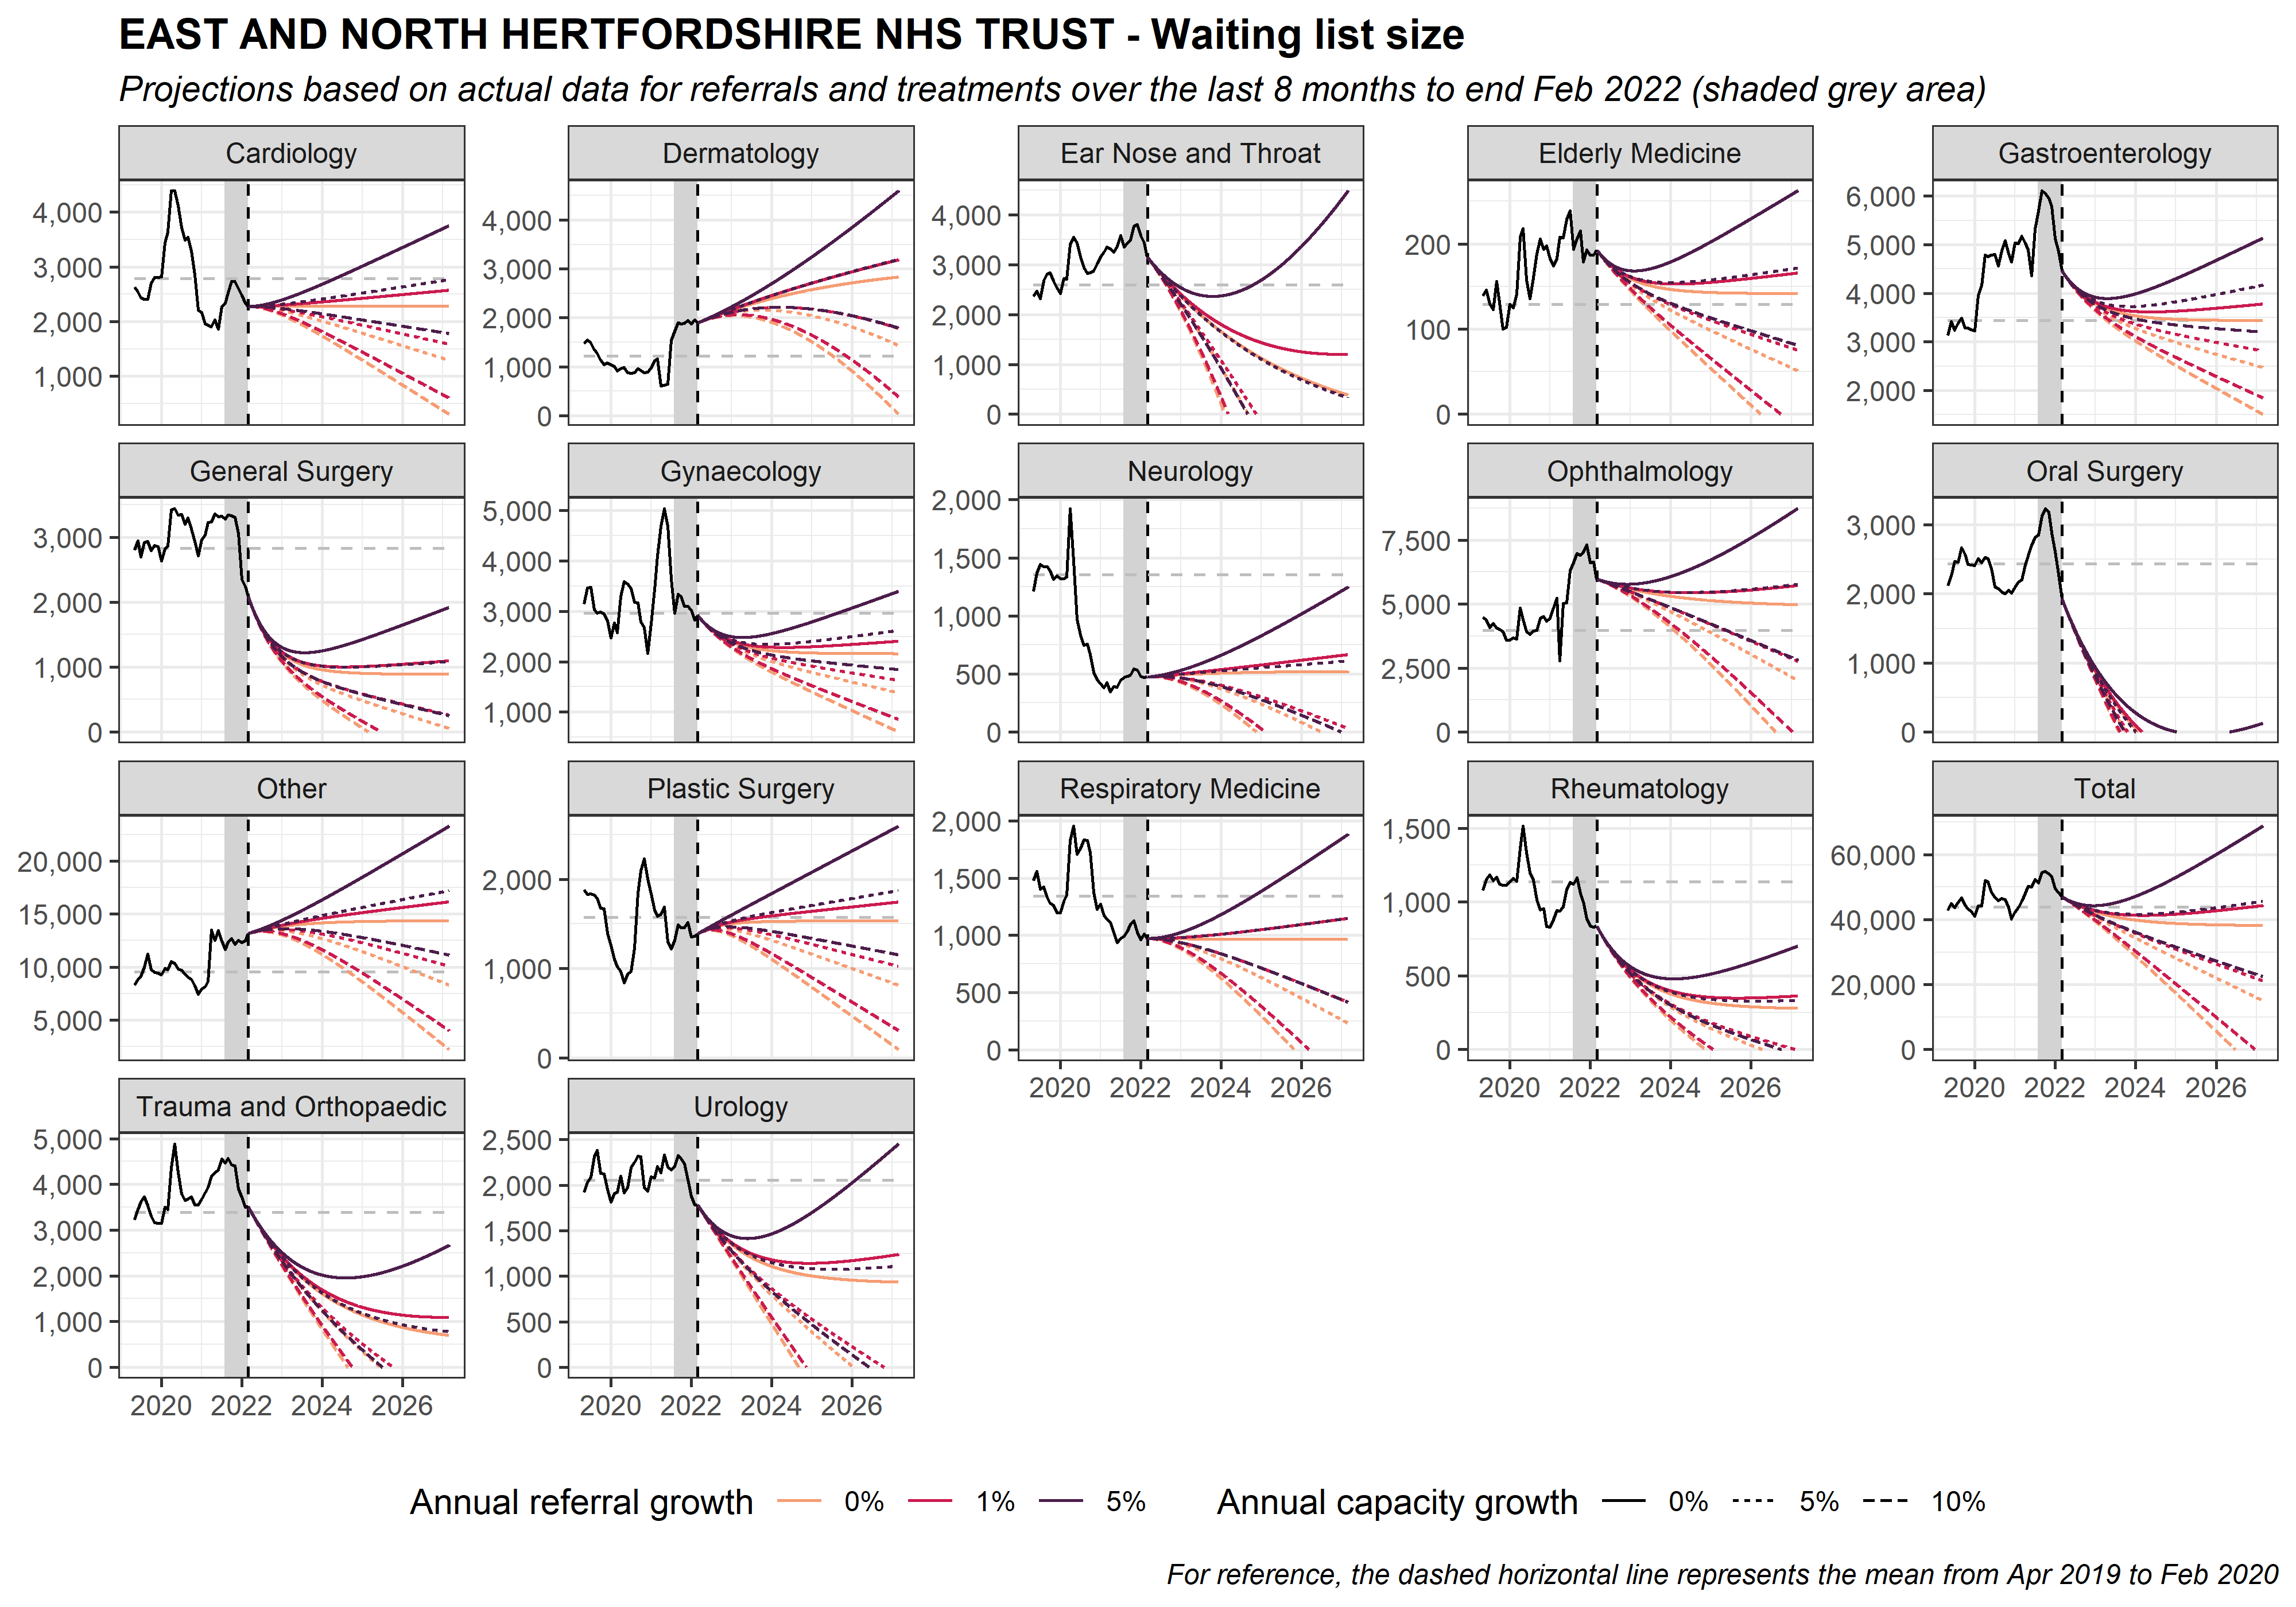 EAST AND NORTH HERTFORDSHIRE NHS TRUST - Waiting list size
Projections based on actual data for referrals and treatments over the last 8 months to end Feb 2022 (shaded grey area)
Cardiology
4,000
3,000
2,000
1,000
Dermatology
4,000
3,000
2,000
1,000
0
Ear Nose and Throat
4,000
3,000
2,000
1,000
0
Elderly Medicine
200
100
0
Gastroenterology
6,000
5,000
4,000
3,000
2,000
General Surgery
3,000
2,000
1,000
0
Gynaecology
5,000
4,000
3,000
2,000
1,000
Neurology
2,000
1,500
1,000
500
0
Ophthalmology
7,500
5,000
2,500
0
Oral Surgery
3,000
2,000
1,000
0
Other
20,000
15,000
10,000
5,000
Plastic Surgery
2,000
1,000
0
Respiratory Medicine
2,000
1,500
1,000
500
0
2020 2022 2024 2026
Rheumatology
1,500
1,000
500
0
2020 2022 2024 2026
Total
60,000
40,000
20,000
0
2020 2022 2024 2026
Trauma and Orthopaedic
5,000
4,000
3,000
2,000
1,000
0
2020 2022 2024 2026
Urology
2,500
2,000
1,500
1,000
500
0
2020 2022 2024 2026
Annual referral growth 0% 1% 5% Annual capacity growth 0% 5% 10%
For reference, the dashed horizontal line represents the mean from Apr 2019 to Feb 2020